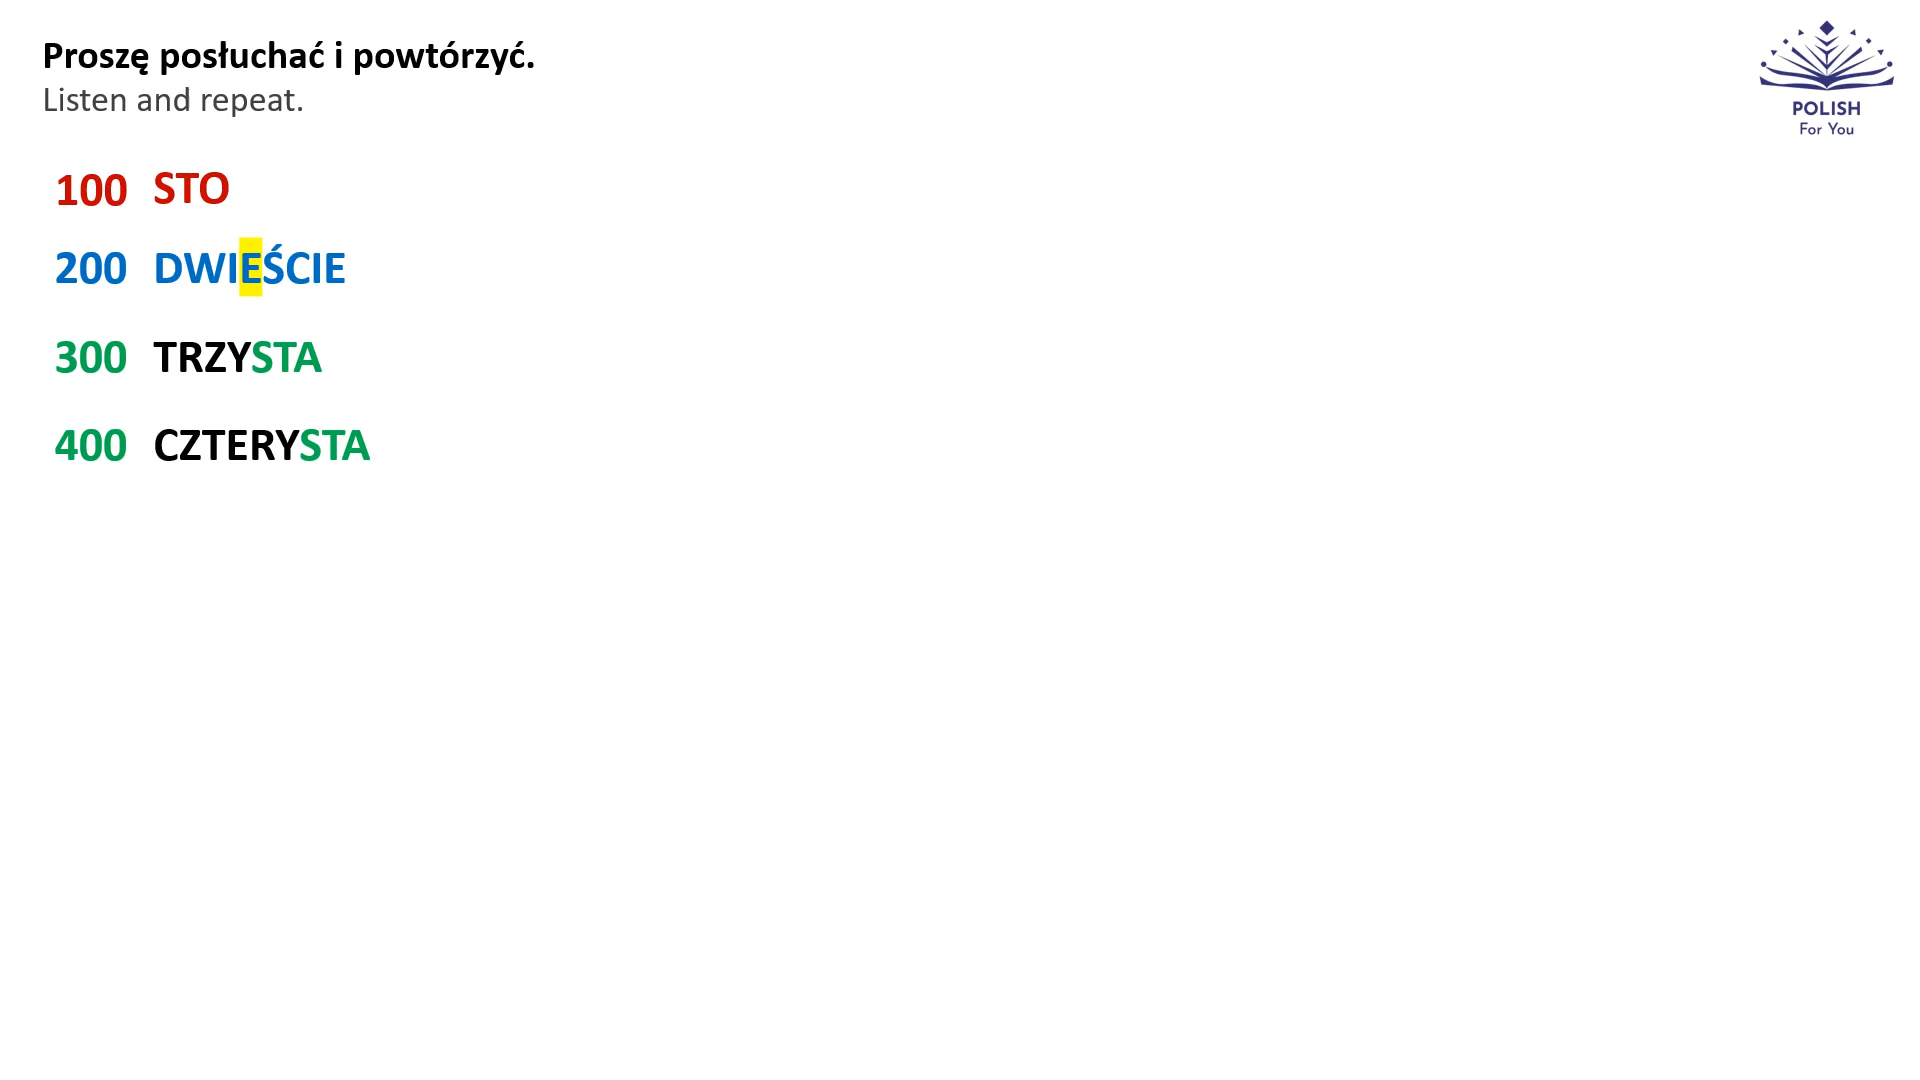 Proszę posłuchać i powtórzyć.
Listen and repeat.
POLISH
For You
100 STO
200 DWIEŚCIE
300 TRZYSTA
400 CZTERYSTA